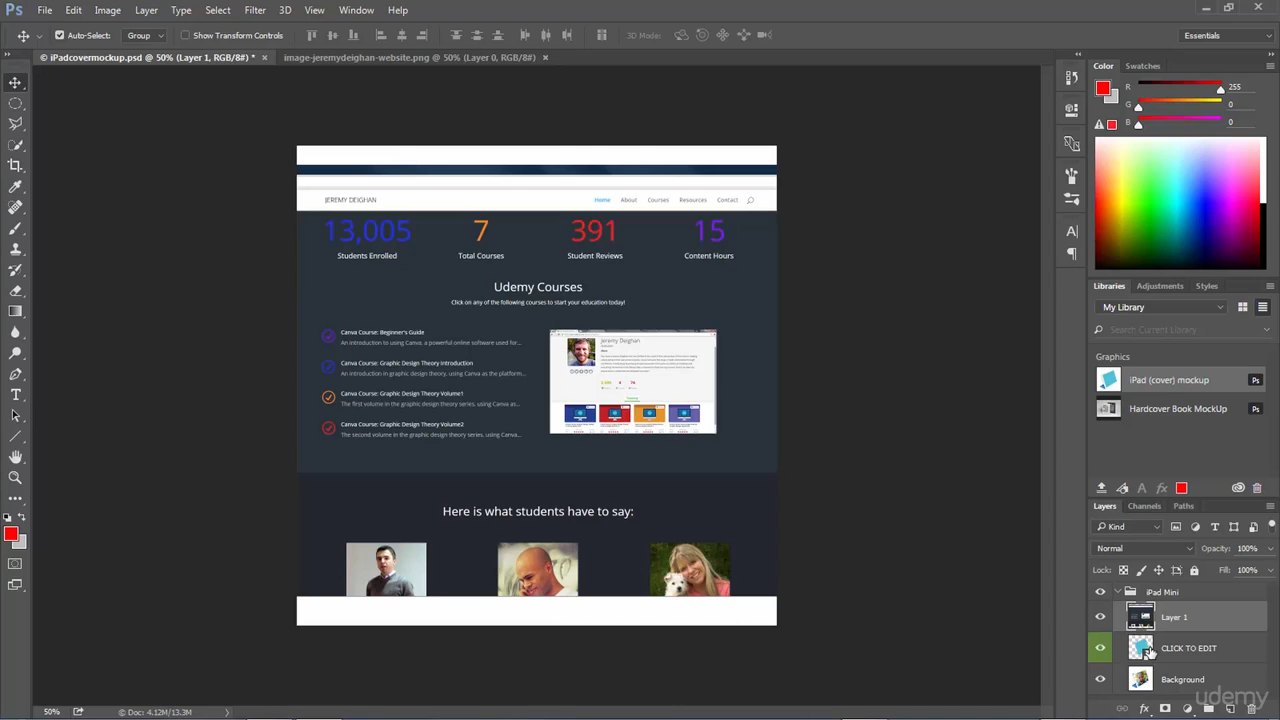 Ps File Edit Image Layer Type Select Filter 3D View Window Help
Auto-Select: Group Show Transform Controls 3D Mode: Essentials
© iPadcovermockup.psd @ 50% (Layer 1, RGB/8#) * × image-jeremydeighan-website.png @ 50% (Layer 0, RGB/8#) ×
Color Swatches
R 255
G 0
B 0
JEREMY DEIGHAN Home About Courses Resources Contact
13,005 7 391 15
Students Enrolled Total Courses Student Reviews Content Hours
Udemy Courses
Click on any of the following courses to start your education today!
Canva Course: Beginner's Guide
An introduction to using Canva, a powerful online software used for...
Canva Course: Graphic Design Theory Introduction
An introduction in graphic design theory, using Canva as the platform...
Canva Course: Graphic Design Theory Volume1
The first volume in the graphic design theory series, using Canva as...
Canva Course: Graphic Design Theory Volume2
The second volume in the graphic design theory series, using Canva...
Jeremy Deighan
Here is what students have to say:
Libraries Adjustments Styles
My Library
Search Current Library
Graphics
iPad (cover) mockup Ps
Hardcover Book MockUp Ps
Layers Channels Paths
Kind
Normal Opacity: 100%
Lock: Fill: 100%
iPad Mini
Layer 1
CLICK TO EDIT
Background
50% Doc: 4.12M/13.3M
udemy